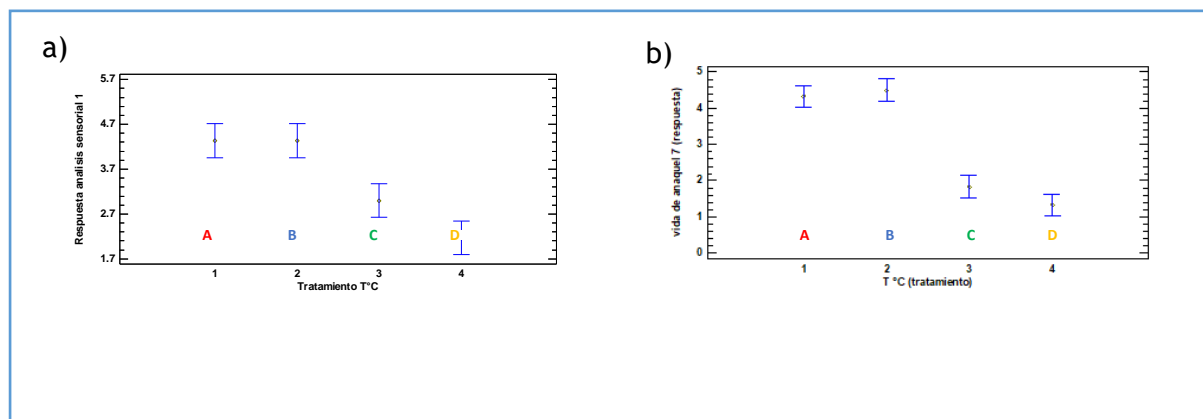 a)
Respuesta analisis sensorial 1
5.7
4.7
3.7
2.7
1.7
A
B
C
D
1
2
3
4
Tratamiento T°C
b)
vida de anaquel 7 (respuesta)
5
4
3
2
1
0
A
B
C
D
1
2
3
4
T °C (tratamiento)